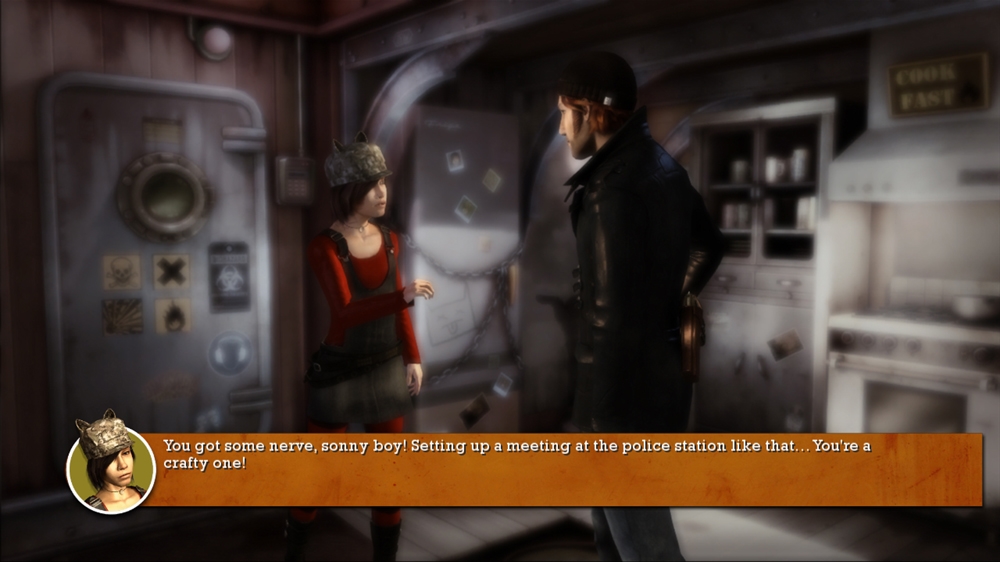 COOK
FAST
You got some nerve, sonny boy! Setting up a meeting at the police station like that... You're a
crafty one!